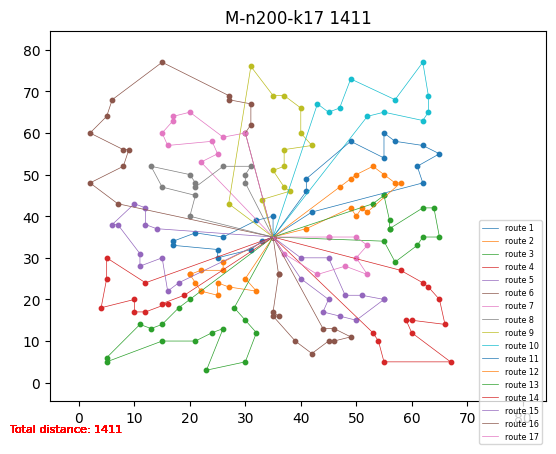 M-n200-k17 1411
80
70
60
50
40
30
20
10
0
0 10 20 30 40 50 60 70 80
route 1
route 2
route 3
route 4
route 5
route 6
route 7
route 8
route 9
route 10
route 11
route 12
route 13
route 14
route 15
route 16
route 17
Total distance: 1411